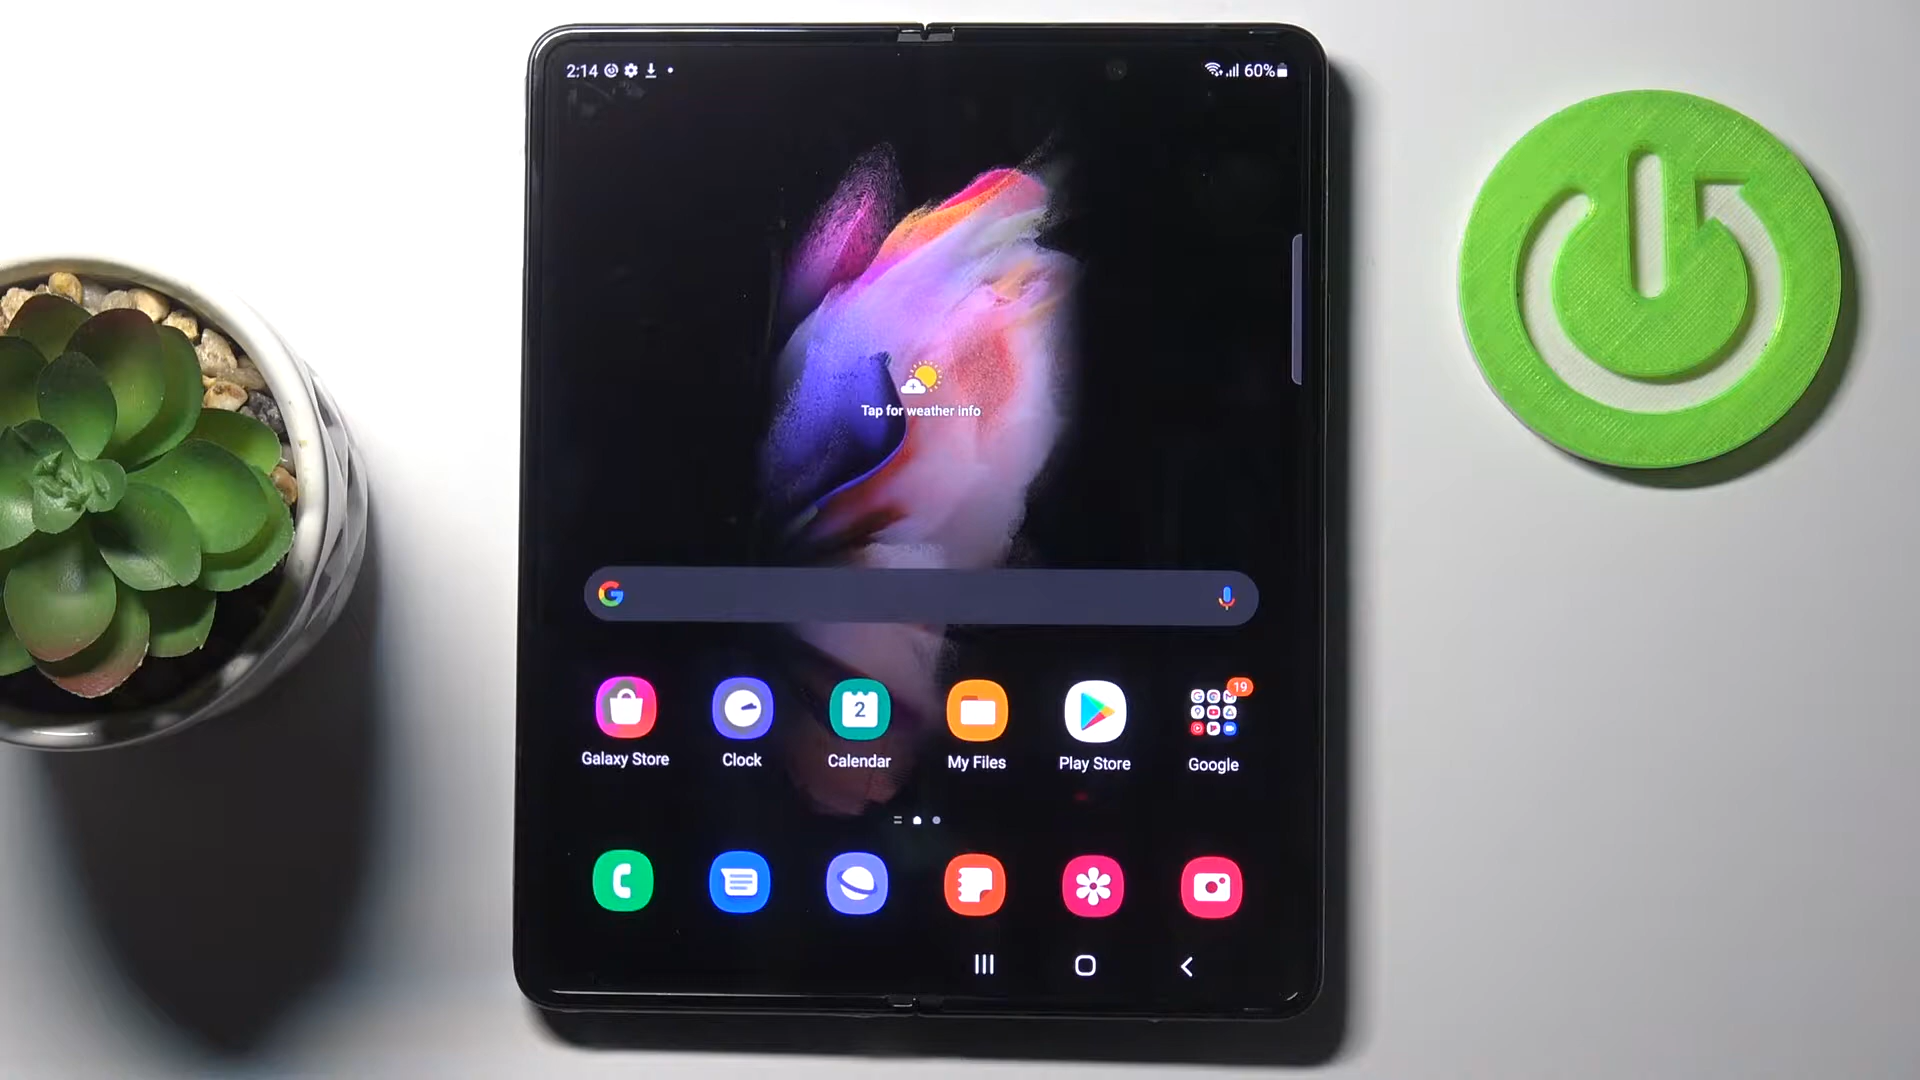 2:14
60%
Tap for weather info
19
2
Galaxy Store
Clock
Calendar
My Files
Play Store
Google